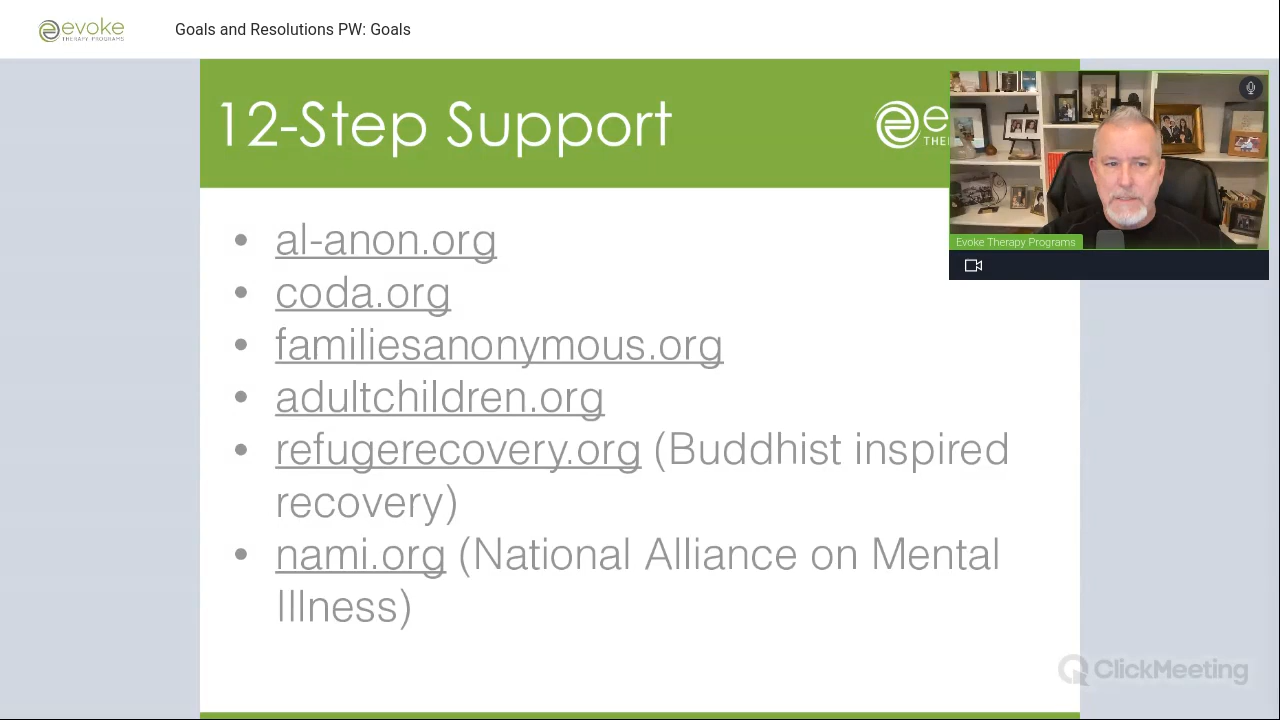 evoke
THERAPY PROGRAMS
Goals and Resolutions PW: Goals
12-Step Support
e
THE
• al-anon.org
• coda.org
• familiesanonymous.org
• adultchildren.org
• refugerecovery.org (Buddhist inspired
recovery)
• nami.org (National Alliance on Mental
Illness)
Evoke Therapy Programs
ClickMeeting